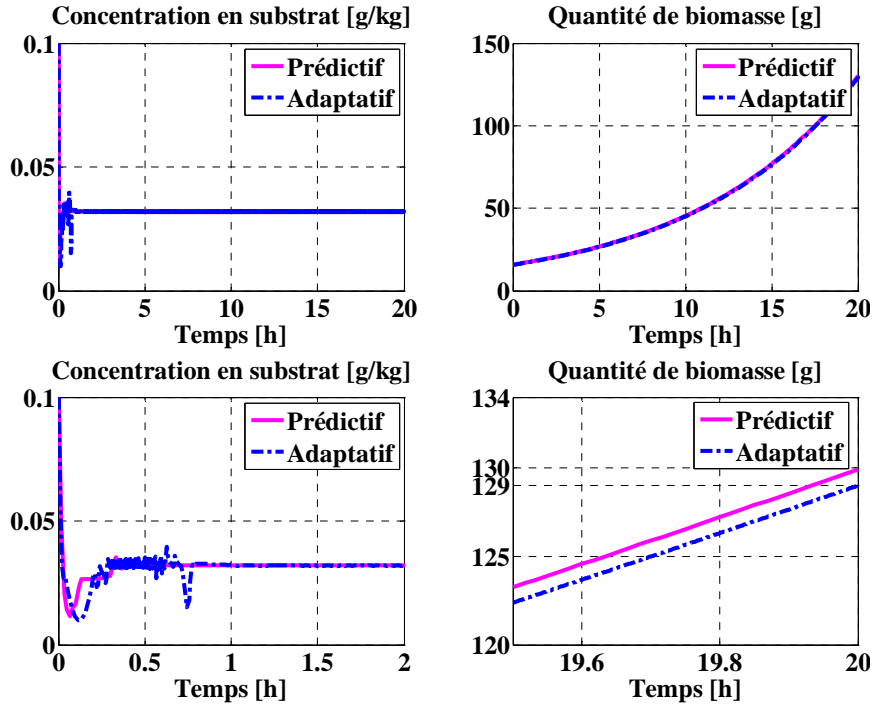 Concentration en substrat [g/kg]
0.1
0.05
0
0
5
10
15
20
Temps [h]
Prédictif
Adaptatif
Quantité de biomasse [g]
150
100
50
0
0
5
10
15
20
Temps [h]
Prédictif
Adaptatif
Concentration en substrat [g/kg]
0.1
0.05
0
0
0.5
1
1.5
2
Temps [h]
Prédictif
Adaptatif
Quantité de biomasse [g]
134
130
129
125
120
19.6
19.8
20
Temps [h]
Prédictif
Adaptatif